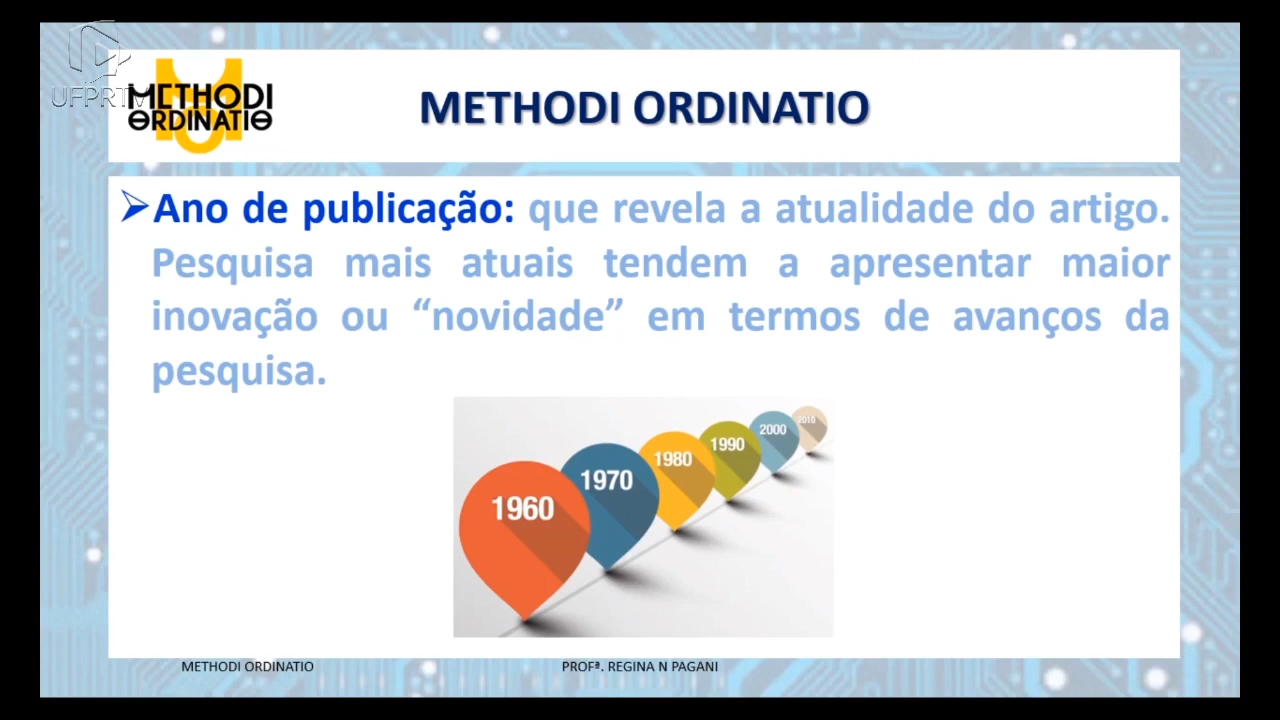 UFPRTV
METHODI
ORDINATIO
METHODI ORDINATIO
Ano de publicação: que revela a atualidade do artigo.
Pesquisa mais atuais tendem a apresentar maior
inovação ou “novidade” em termos de avanços da
pesquisa.
1960
1970
1980
1990
2000
2010
METHODI ORDINATIO
PROFª. REGINA N PAGANI